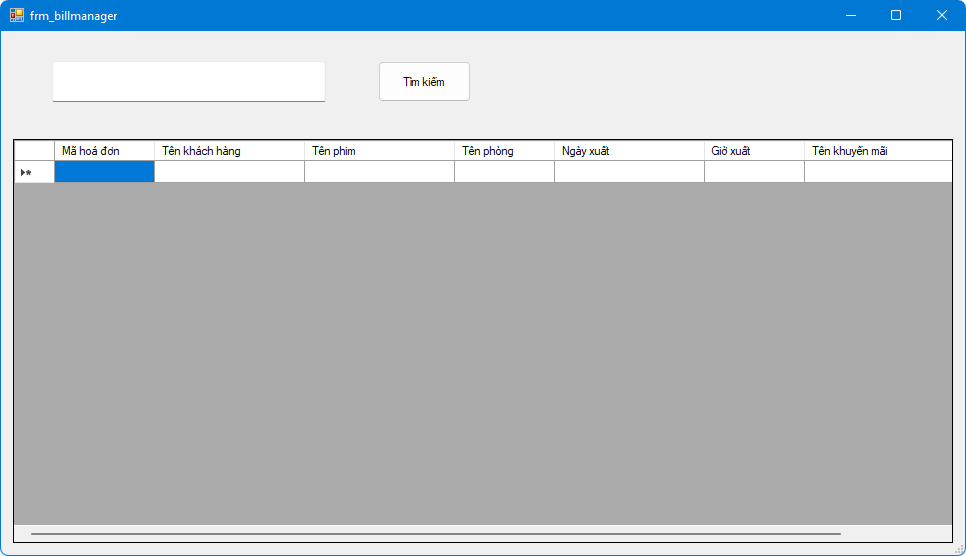 frm_billmanager
Tìm kiếm
Mã hoá đơn Tên khách hàng Tên phim Tên phòng Ngày xuất Giờ xuất Tên khuyến mãi